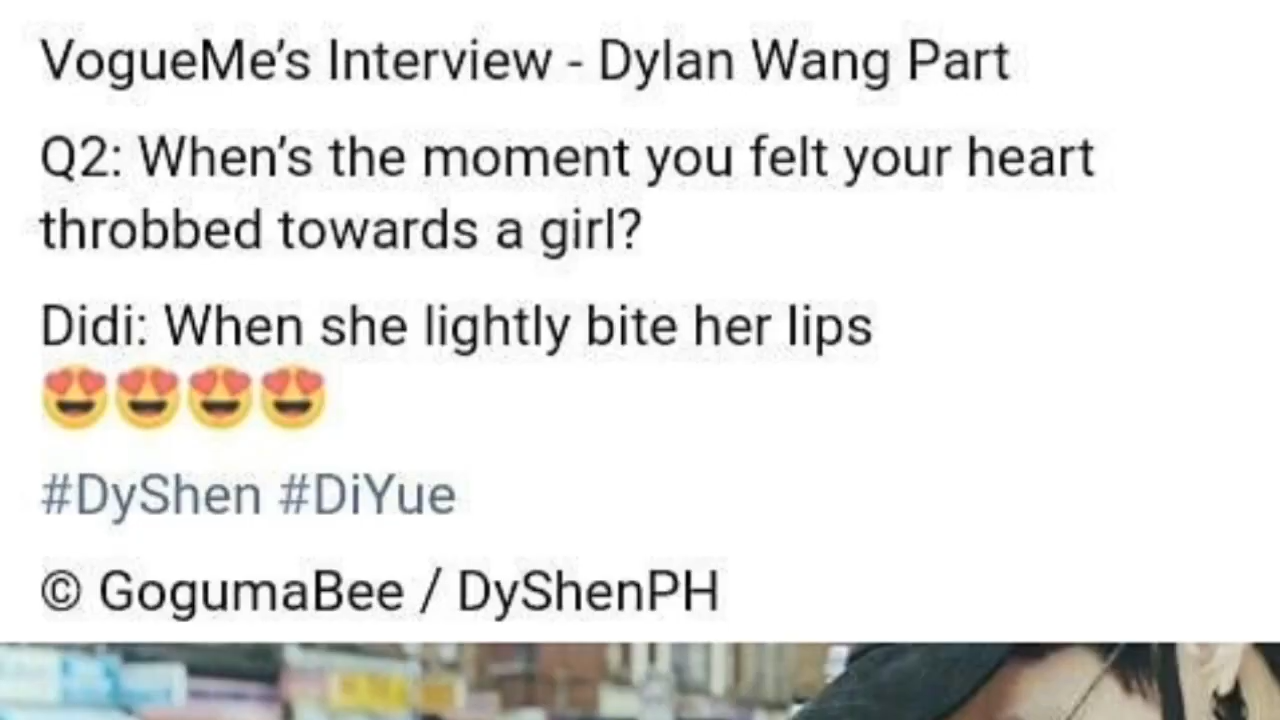 VogueMe's Interview - Dylan Wang Part
Q2: When's the moment you felt your heart
throbbed towards a girl?
Didi: When she lightly bite her lips
😍😍😍😍
#DyShen #DiYue
© GogumaBee / DyShenPH